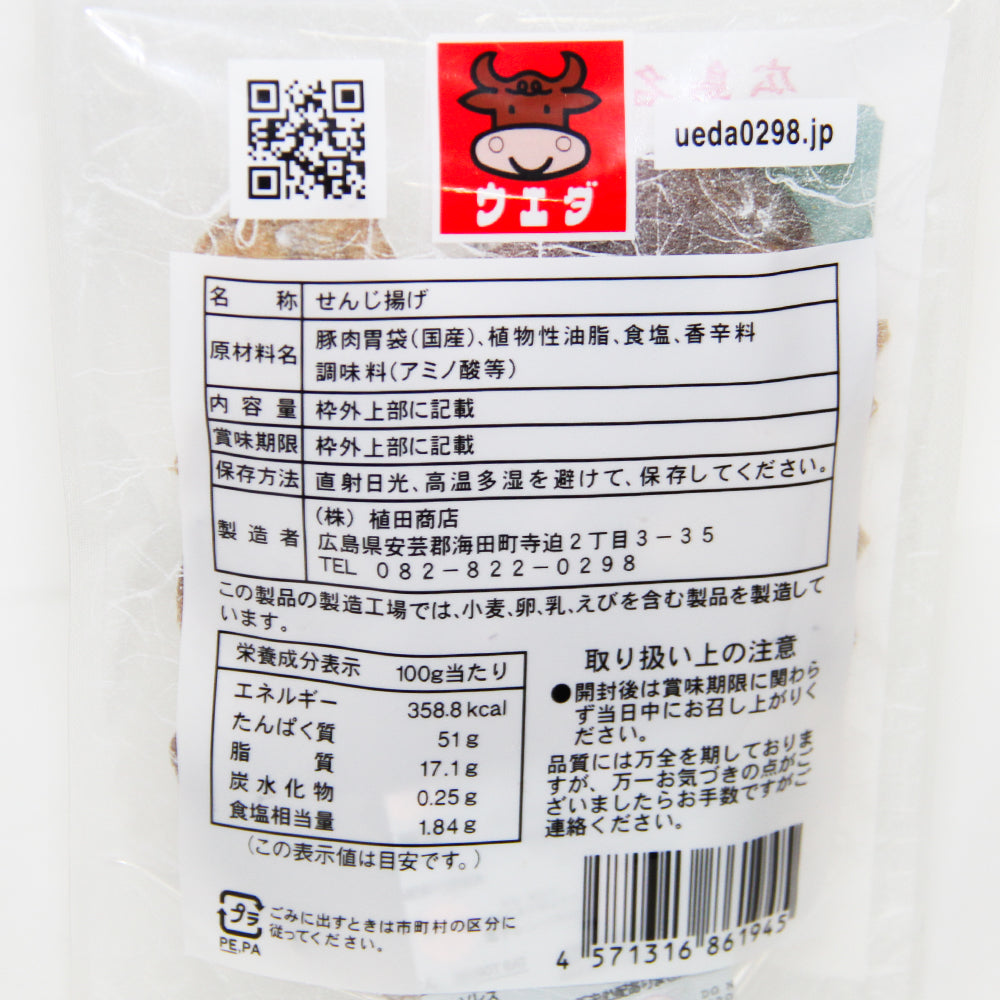 広島名
ueda0298.jp
ウエダ
名称 せんじ揚げ
原材料名 豚肉胃袋(国産)、植物性油脂、食塩、香辛料
調味料(アミノ酸等)
内容量 枠外上部に記載
賞味期限 枠外上部に記載
保存方法 直射日光、高温多湿を避けて、保存してください。
製造者 (株) 植田商店
広島県安芸郡海田町寺迫2丁目3-35
TEL 082-822-0298
この製品の製造工場では、小麦、卵、乳、えびを含む製品を製造して
います。
栄養成分表示 100g当たり
エネルギー 358.8kcal
たんぱく質 51g
脂質 17.1g
炭水化物 0.25g
食塩相当量 1.84g
(この表示値は目安です。)
取り扱い上の注意
●開封後は賞味期限に関わら
ず当日中にお召し上がりく
ださい。
品質には万全を期しておりま
すが、万一お気づきの点がご
ざいましたらお手数ですがご
連絡ください。
プラ
PE,PA
ごみに出すときは市町村の区分に
従ってください。
4 571316 861945